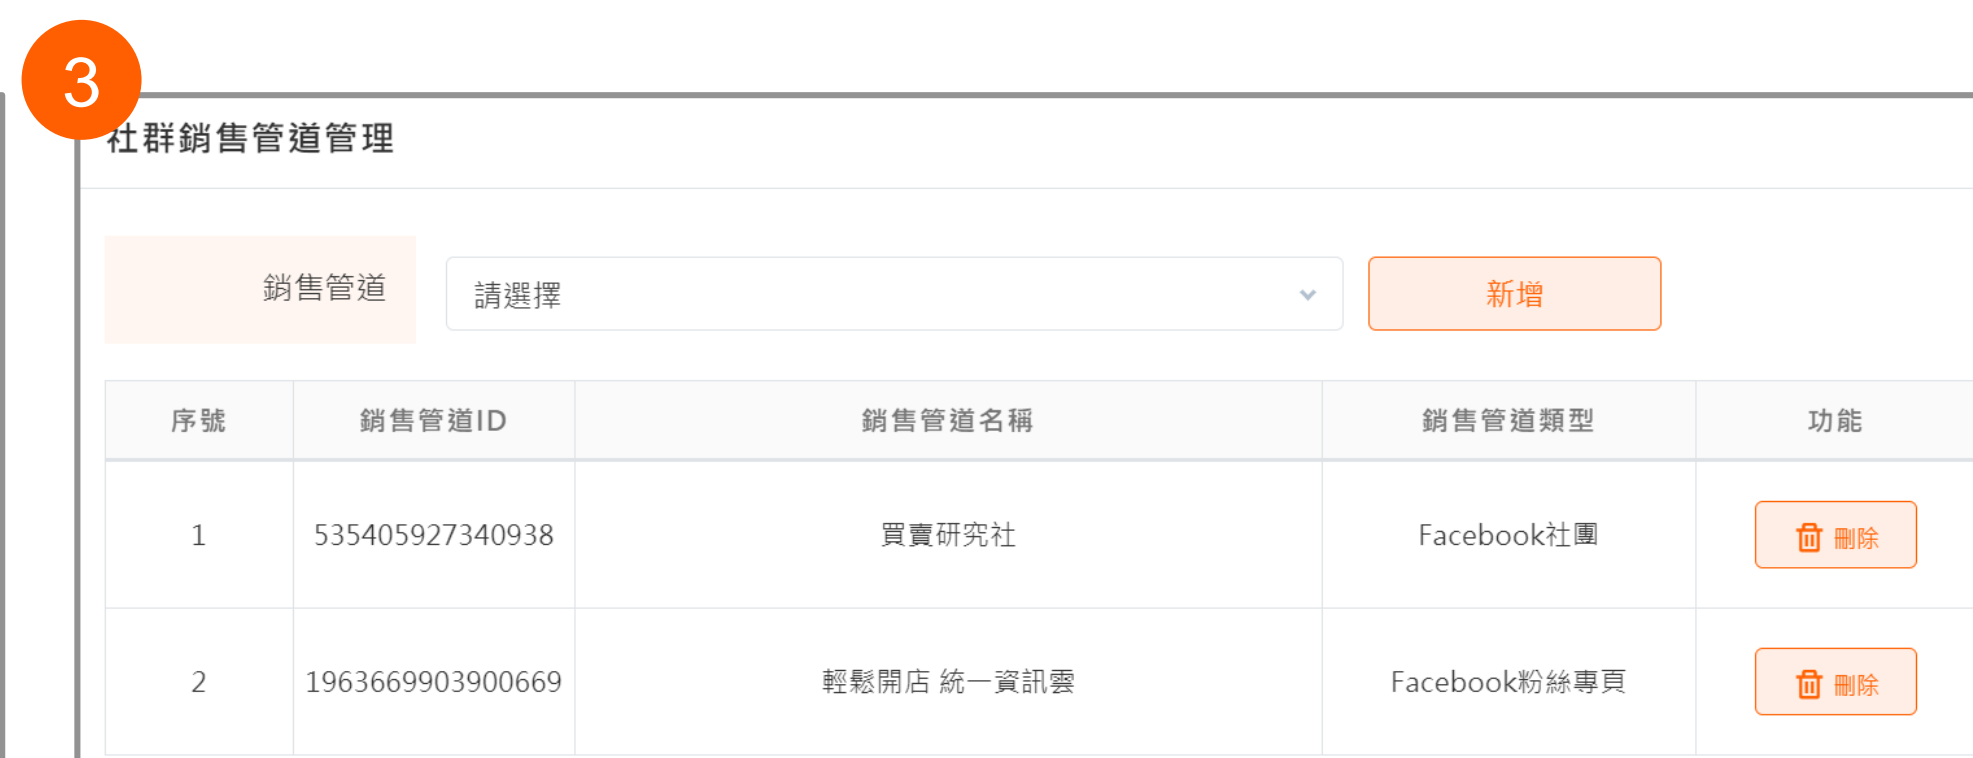 3
社群銷售管道管理
銷售管道 請選擇 新增
序號 銷售管道ID 銷售管道名稱 銷售管道類型 功能
1 535405927340938 買賣研究社 Facebook社團 刪除
2 1963669903900669 輕鬆開店 統一資訊雲 Facebook粉絲專頁 刪除